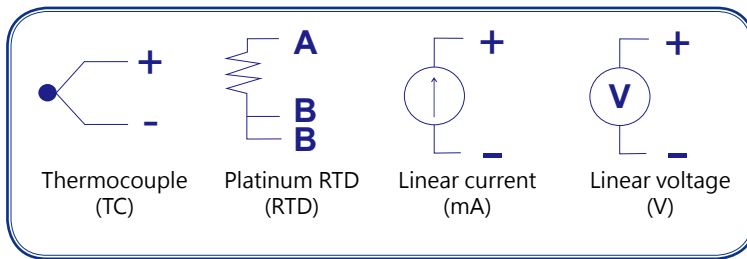 +
-
A
B
B
+
−
V
+
−
Thermocouple
(TC)
Platinum RTD
(RTD)
Linear current
(mA)
Linear voltage
(V)